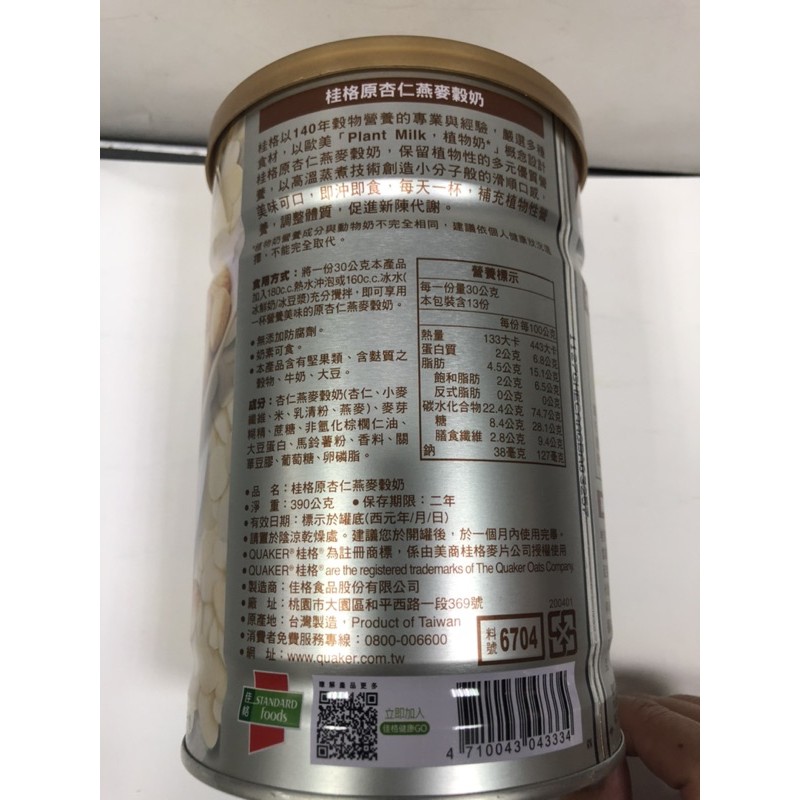 桂格原杏仁燕麥穀奶
桂格以140年穀物營養的專業與經驗，嚴選多種
食材，以歐美「Plant Milk，植物奶*」概念設計
桂格原杏仁燕麥穀奶，保留植物性的多元優質營
養，以高溫蒸煮技術創造小分子般的滑順口感，
美味可口，即沖即食，每天一杯，補充植物性營
養，調整體質，促進新陳代謝。
*植物奶營養成分與動物奶不完全相同，建議依個人健康狀況選
擇，不能完全取代。
食用方式：將一份30公克本產品
加入180c.c.熱水沖泡或160c.c.冰水(
冰鮮奶/冰豆漿)充分攪拌，即可享用
一杯營養美味的原杏仁燕麥穀奶。
•無添加防腐劑。
•奶素可食。
•本產品含有堅果類、含麩質之
穀物、牛奶、大豆。
成分：杏仁燕麥穀奶(杏仁、小麥
纖維、米、乳清粉、燕麥)、麥芽
糊精、蔗糖、非氫化棕櫚仁油、
大豆蛋白、馬鈴薯粉、香料、關
華豆膠、葡萄糖、卵磷脂。
營養標示
每一份量30公克
本包裝含13份
每份 每100公克
熱量 133大卡 443大卡
蛋白質 2公克 6.8公克
脂肪 4.5公克 15.1公克
飽和脂肪 2公克 6.5公克
反式脂肪 0公克 0公克
碳水化合物 22.4公克 74.7公克
糖 8.4公克 28.1公克
膳食纖維 2.8公克 9.4公克
鈉 38毫克 127毫克
•品 名：桂格原杏仁燕麥穀奶
•淨 重：390公克 •保存期限：二年
•有效日期：標示於罐底(西元年/月/日)
•請置於陰涼乾燥處。建議您於開罐後，於一個月內使用完畢。
•QUAKER®桂格®為註冊商標，係由美商桂格麥片公司授權使用
•QUAKER®桂格® are the registered trademarks of The Quaker Oats Company
•製造商：佳格食品股份有限公司
•廠 址：桃園市大園區和平西路一段369號
•原產地：台灣製造，Product of Taiwan
•消費者免費服務專線：0800-006600
•網 址：www.quaker.com.tw
200401
料號 6704
佳格 STANDARD
foods
瞭解產品更多
立即加入
佳格健康GO
4 710043 043334